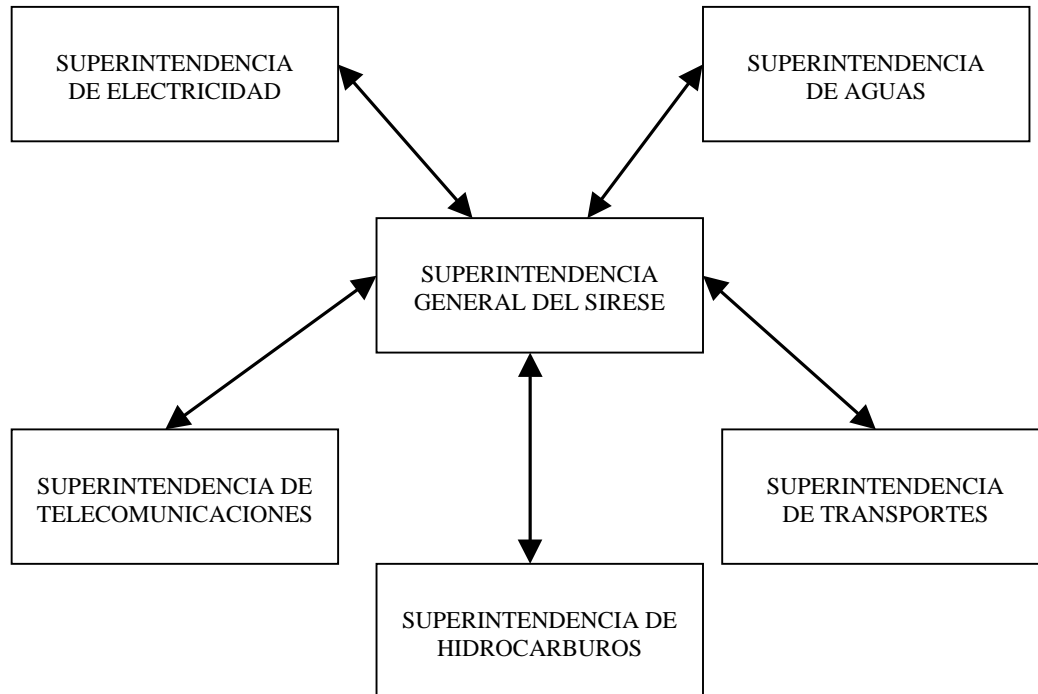 SUPERINTENDENCIA
DE ELECTRICIDAD
SUPERINTENDENCIA
DE AGUAS
SUPERINTENDENCIA
GENERAL DEL SIRESE
SUPERINTENDENCIA DE
TELECOMUNICACIONES
SUPERINTENDENCIA
DE TRANSPORTES
SUPERINTENDENCIA DE
HIDROCARBUROS